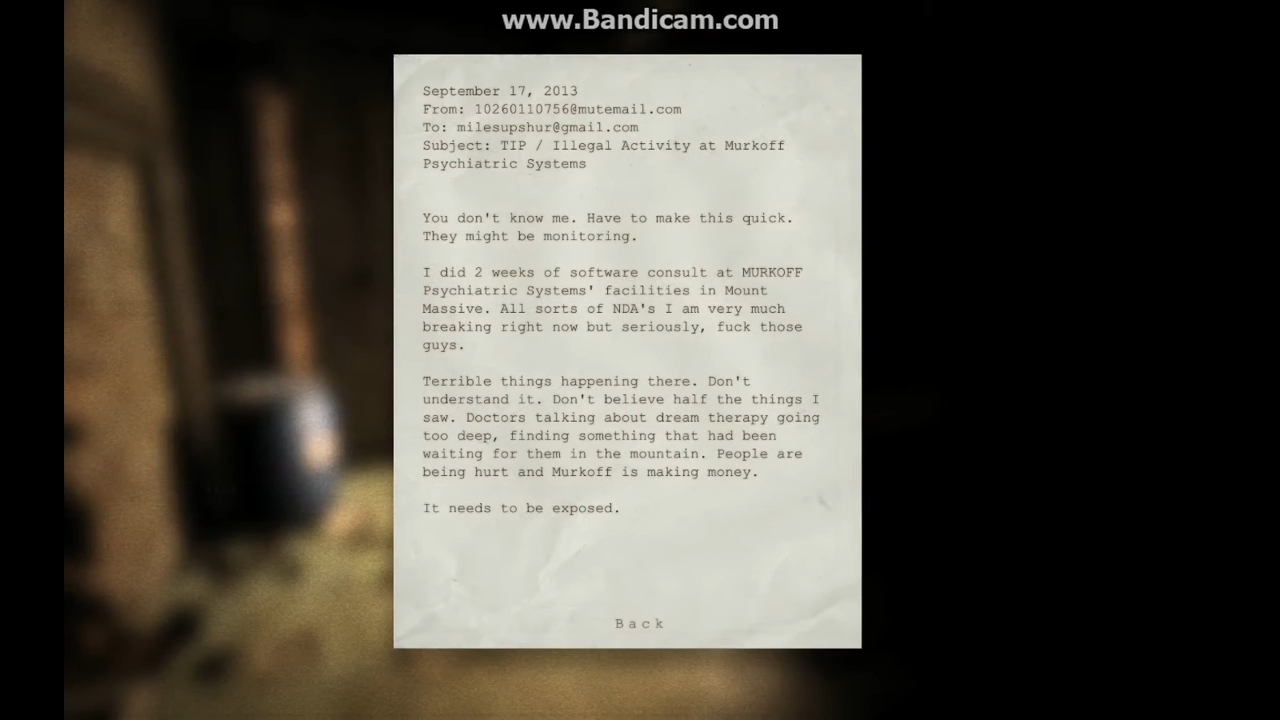 www.Bandicam.com
September 17, 2013
From: 10260110756@mutemail.com
To: milesupshur@gmail.com
Subject: TIP / Illegal Activity at Murkoff
Psychiatric Systems
You don't know me. Have to make this quick.
They might be monitoring.
I did 2 weeks of software consult at MURKOFF
Psychiatric Systems' facilities in Mount
Massive. All sorts of NDA's I am very much
breaking right now but seriously, fuck those
guys.
Terrible things happening there. Don't
understand it. Don't believe half the things I
saw. Doctors talking about dream therapy going
too deep, finding something that had been
waiting for them in the mountain. People are
being hurt and Murkoff is making money.
It needs to be exposed.
Back